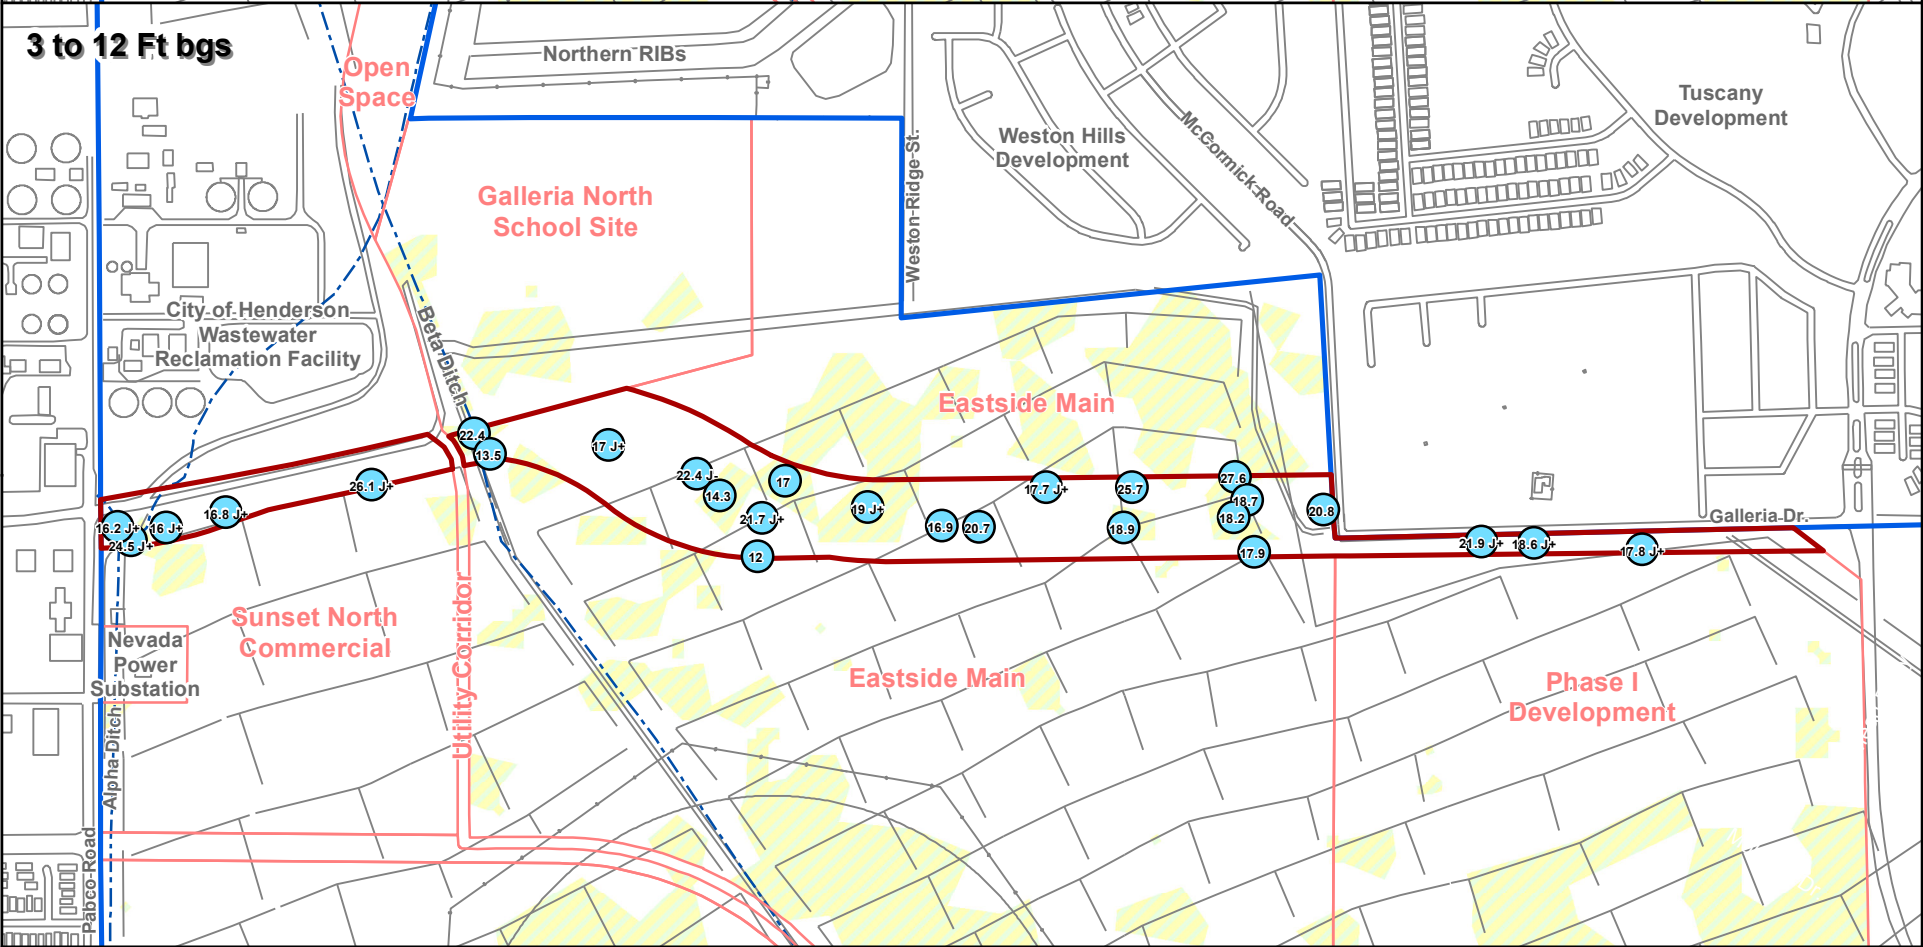 3 to 12 Ft bgs
Northern RIBs
Open
Space
Tuscany
Development
Weston Hills
Development
McCormick Road
Weston Ridge St.
Galleria North
School Site
City of Henderson
Wastewater
Reclamation Facility
Beta Ditch
Eastside Main
22.4
13.5
17 J+
22.4 J-
14.3
17
21.7 J+
12
19 J+
16.9
20.7
17.7 J+
25.7
18.9
27.6
18.7
18.2
17.9
20.8
21.9 J+
18.6 J+
17.8 J+
Galleria Dr.
26.1 J+
16.8 J+
16 J+
16.2 J+
24.5 J+
Sunset North
Commercial
Nevada
Power
Substation
Utility Corridor
Eastside Main
Phase I
Development
Alpha Ditch
Pabco Road